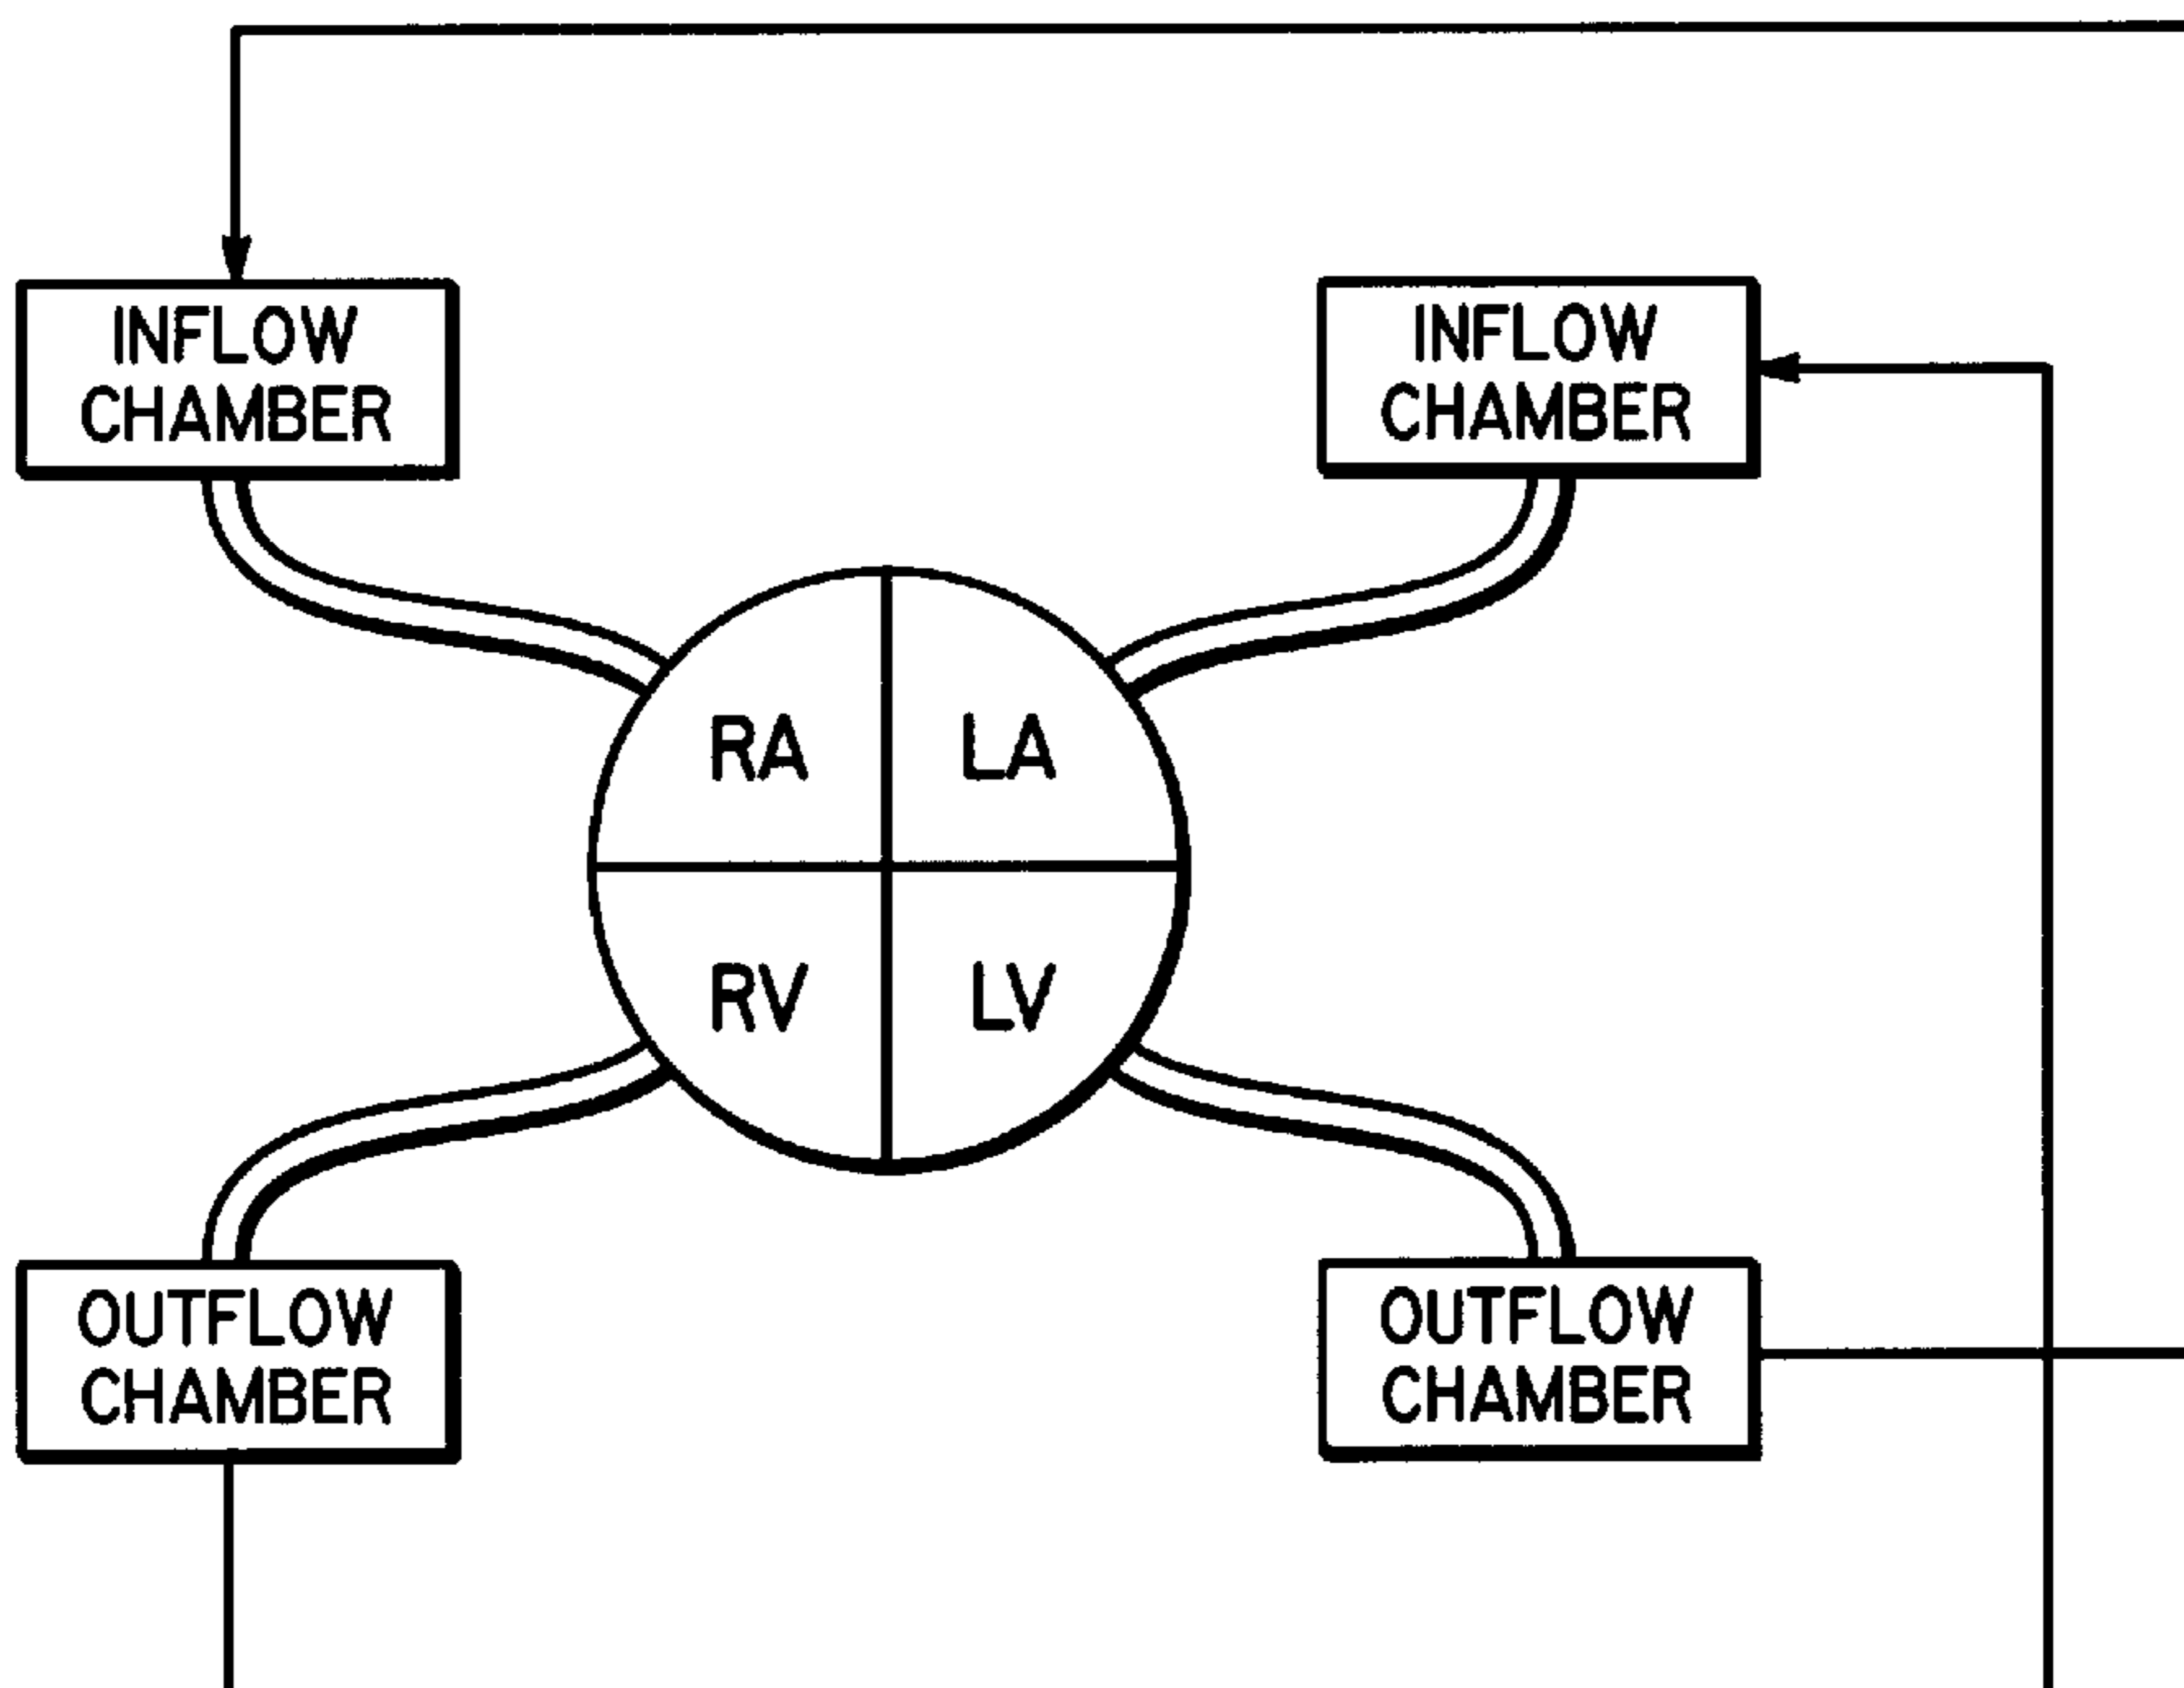 INFLOW
CHAMBER
INFLOW
CHAMBER
RA
LA
RV
LV
OUTFLOW
CHAMBER
OUTFLOW
CHAMBER